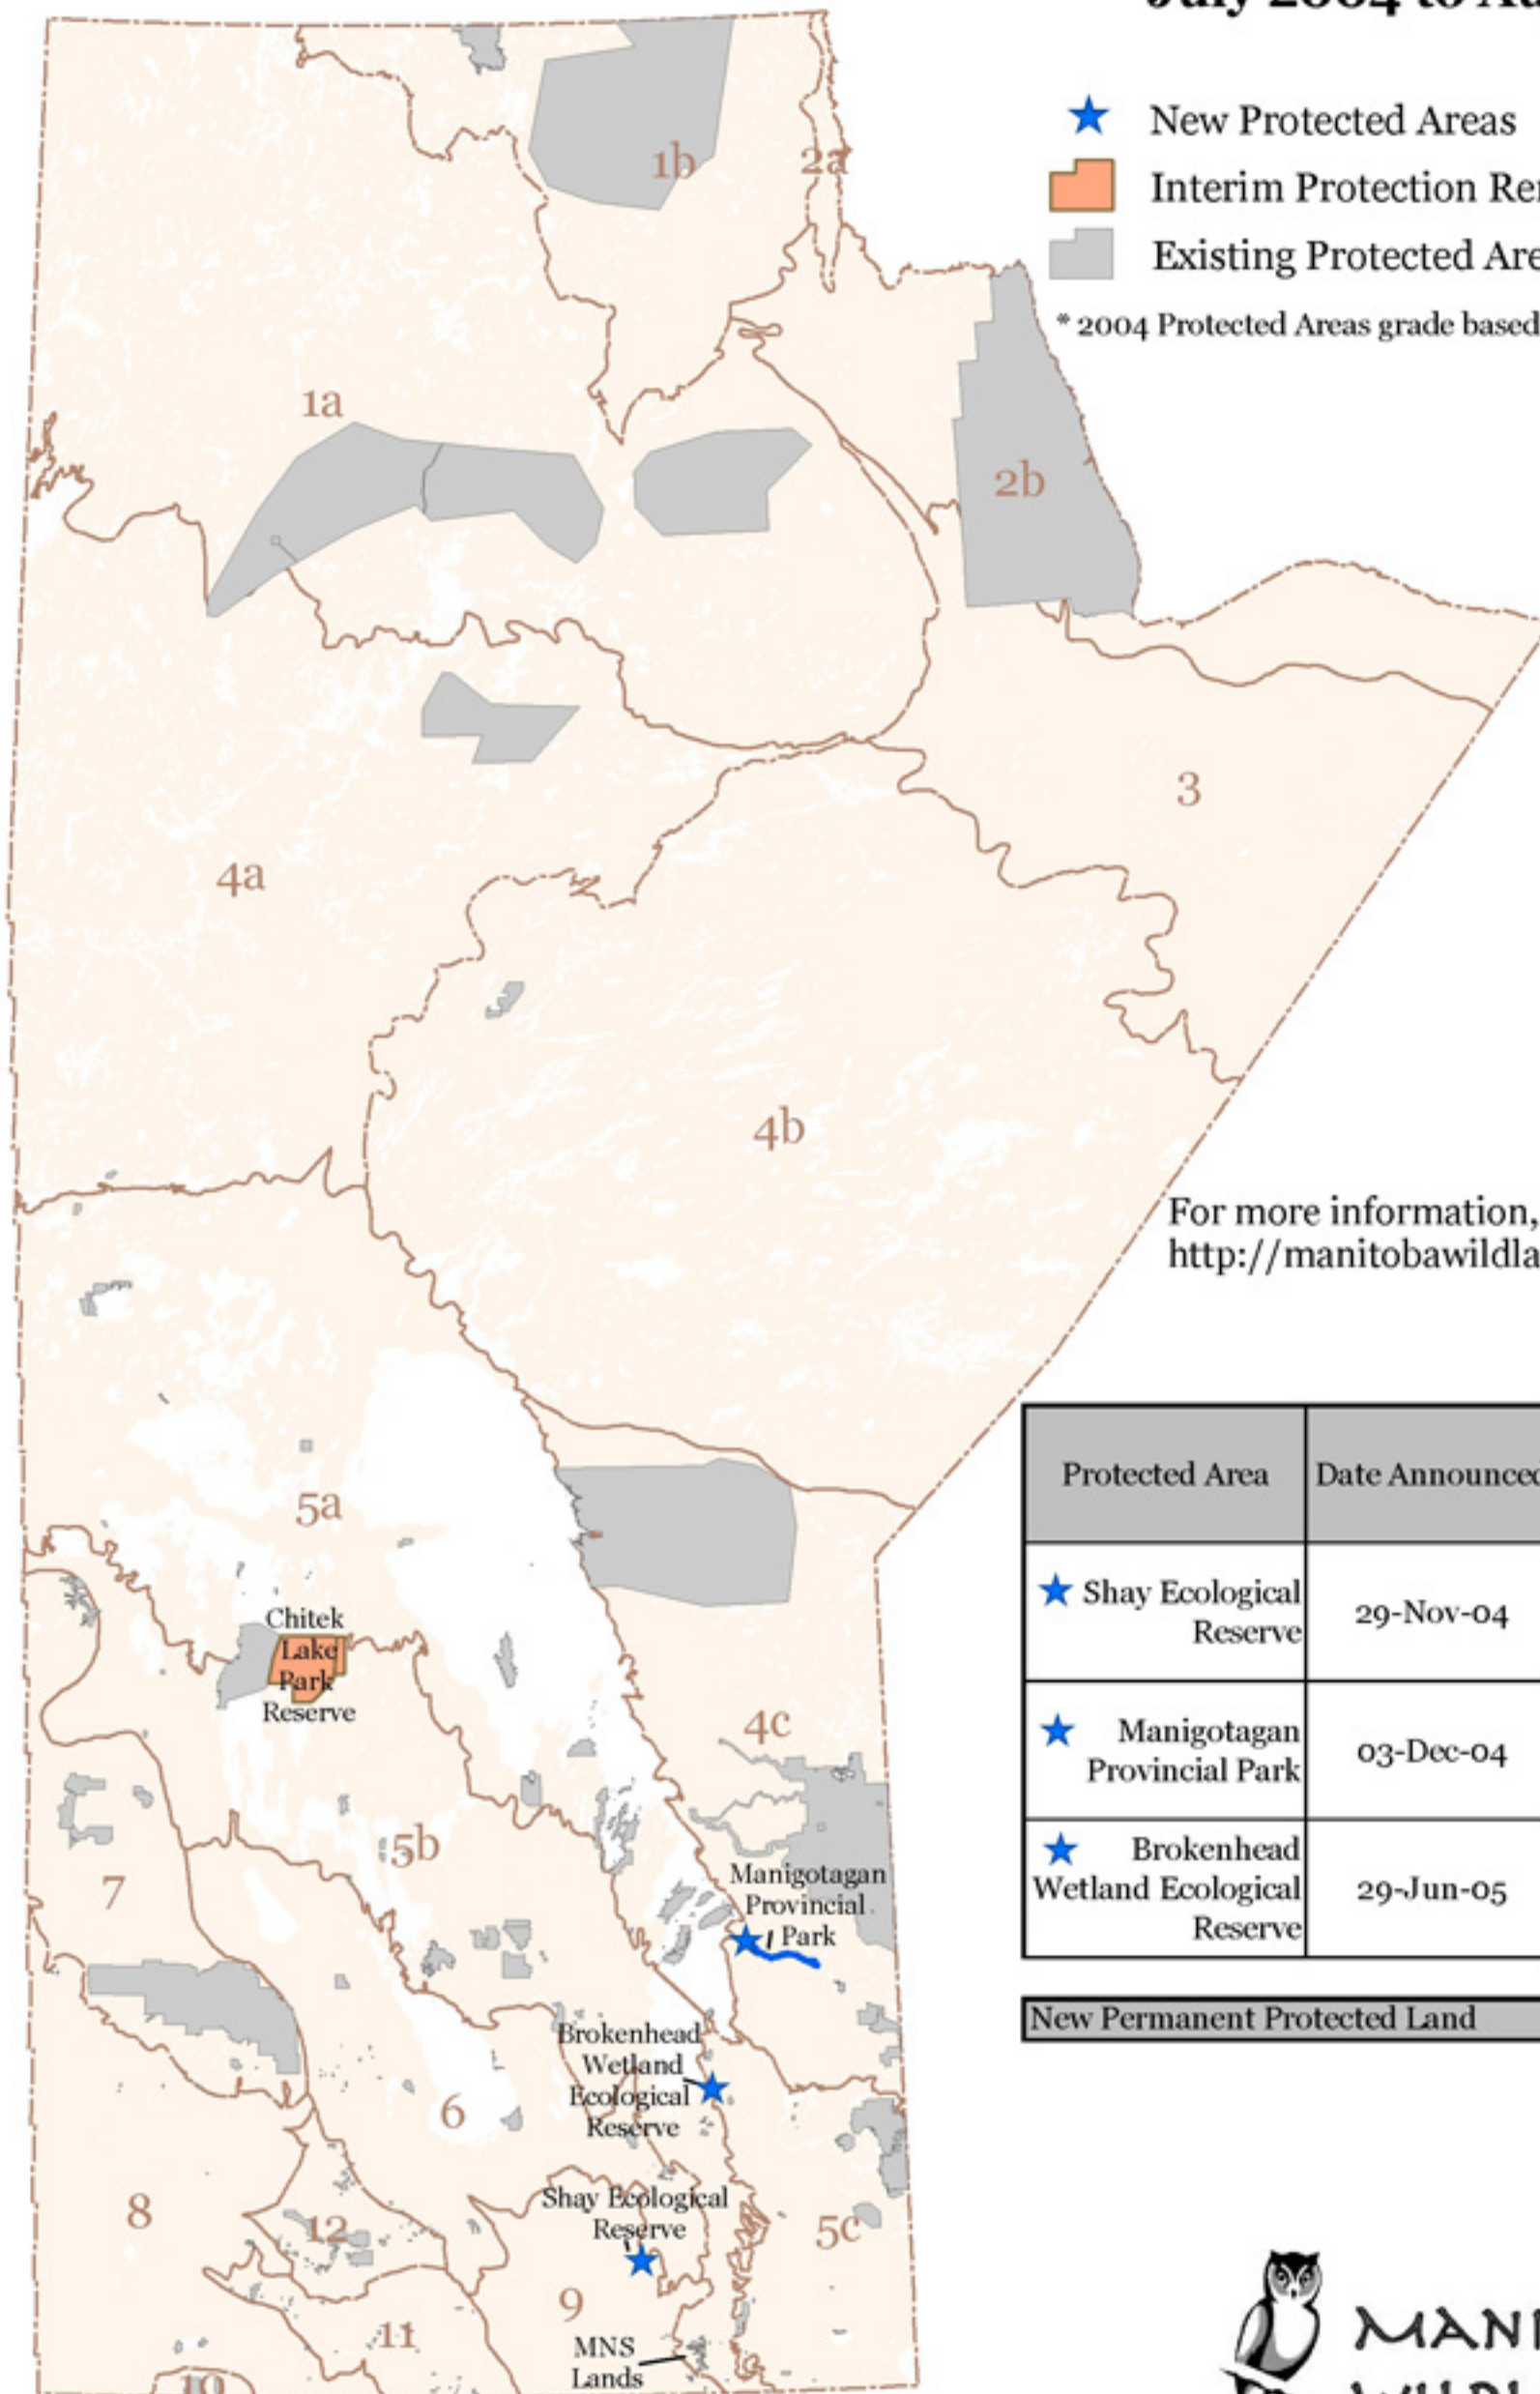 New Protected Areas
Interim Protection
Existing Protected
* 2004 Protected Areas grade based
1b
2a
1a
2b
3
4a
4b
For more information,
5a
Chitek
Lake
Park
Reserve
4c
5b
7
Manigotagan
Provincial
Park
Brokenhead
Wetland
Ecological
Reserve
6
Shay Ecological
Reserve
8
12
5c
9
11
MNS
Lands
10
Protected Area Date Announced
Shay Ecological
Reserve
29-Nov-04
Manigotagan
Provincial Park
03-Dec-04
Brokenhead
Wetland Ecological
Reserve
29-Jun-05
New Permanent Protected Land